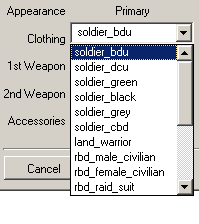 Appearance Primary
Clothing soldier_bdu
soldier_bdu
soldier_dcu
1st Weapon soldier_green
soldier_black
2nd Weapon soldier_grey
soldier_cbd
Accessories land_warrior
rbd_male_civilian
Cancel rbd_female_civilian
rbd_raid_suit